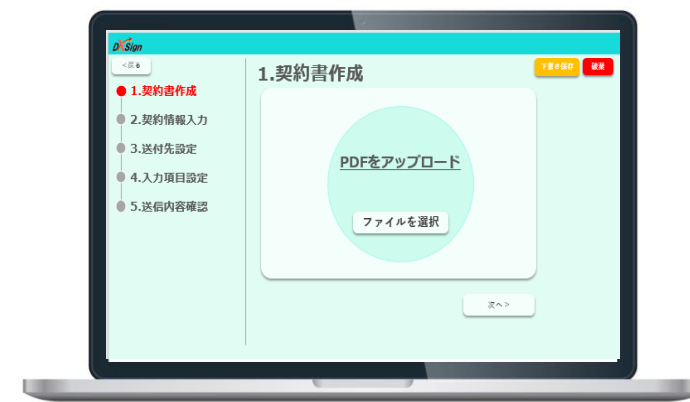 DXSign
<戻る
1.契約書作成
2.契約情報入力
3.送付先設定
4.入力項目設定
5.送信内容確認
1.契約書作成
下書き保存
破棄
PDFをアップロード
ファイルを選択
次へ>